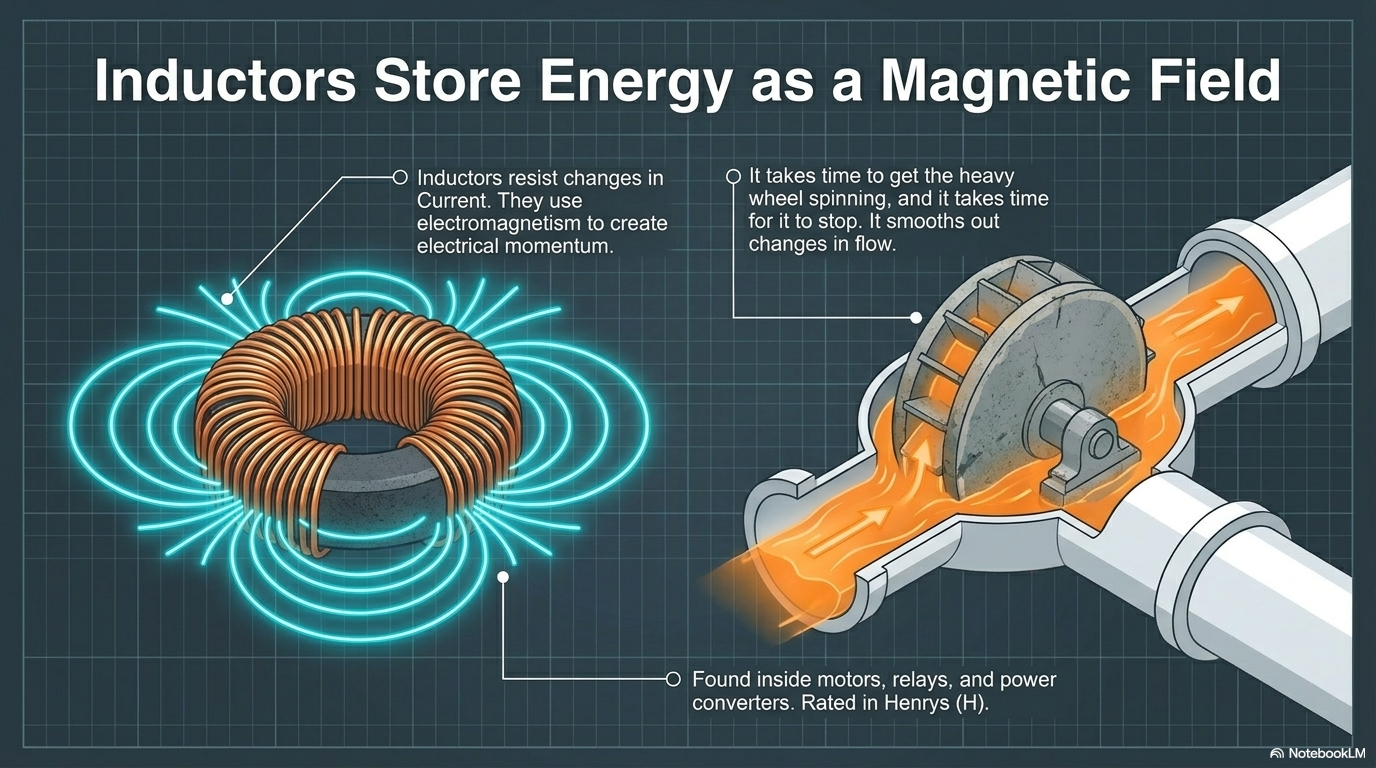 Inductors Store Energy as a Magnetic Field
Inductors resist changes in
Current. They use
electromagnetism to create
electrical momentum.
It takes time to get the heavy
wheel spinning, and it takes time
for it to stop. It smooths out
changes in flow.
Found inside motors, relays, and power
converters. Rated in Henrys (H).
NotebookLM